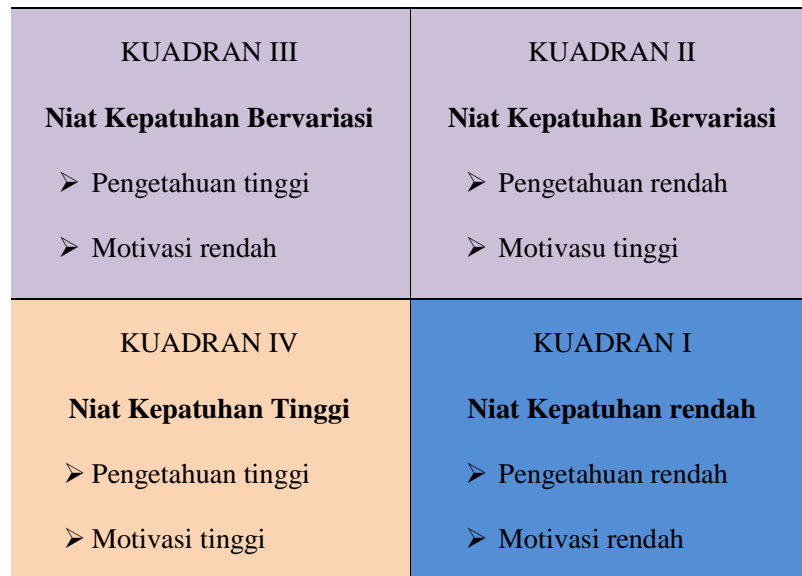 KUADRAN III
Niat Kepatuhan Bervariasi
➢ Pengetahuan tinggi
➢ Motivasi rendah
KUADRAN II
Niat Kepatuhan Bervariasi
➢ Pengetahuan rendah
➢ Motivasu tinggi
KUADRAN IV
Niat Kepatuhan Tinggi
➢ Pengetahuan tinggi
➢ Motivasi tinggi
KUADRAN I
Niat Kepatuhan rendah
➢ Pengetahuan rendah
➢ Motivasi rendah